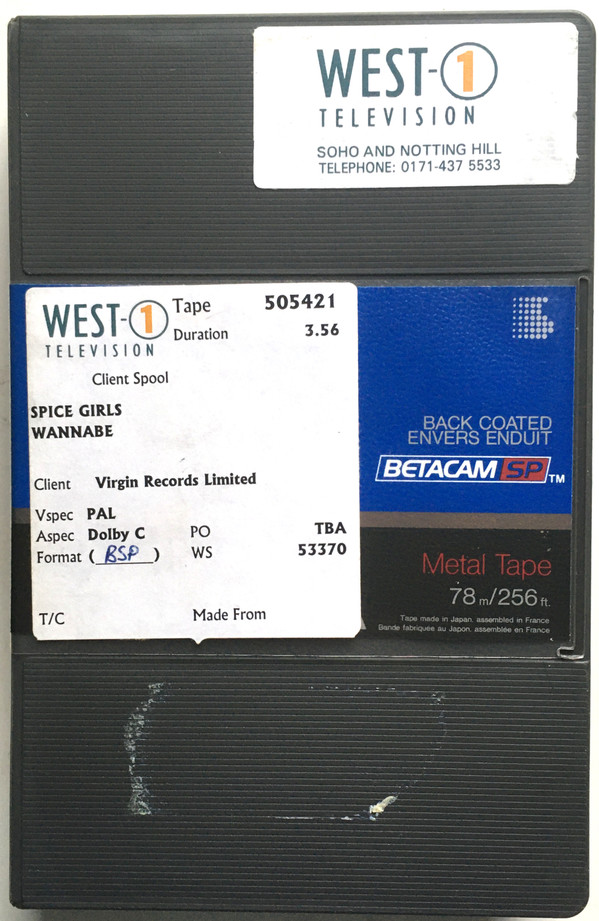 WEST-1
TELEVISION
SOHO AND NOTTING HILL
TELEPHONE: 0171-437 5533
WEST-1
TELEVISION
Tape 505421
Duration 3.56
Client Spool
SPICE GIRLS
WANNABE
Client Virgin Records Limited
Vspec PAL
Aspec Dolby C PO TBA
Format (BSP) WS 53370
T/C Made From
BACK COATED
ENVERS ENDUIT
BETACAM SP TM
Metal Tape
78m/256ft.
Tape made in Japan, assembled in France
Bande fabriquée au Japon, assemblée en France